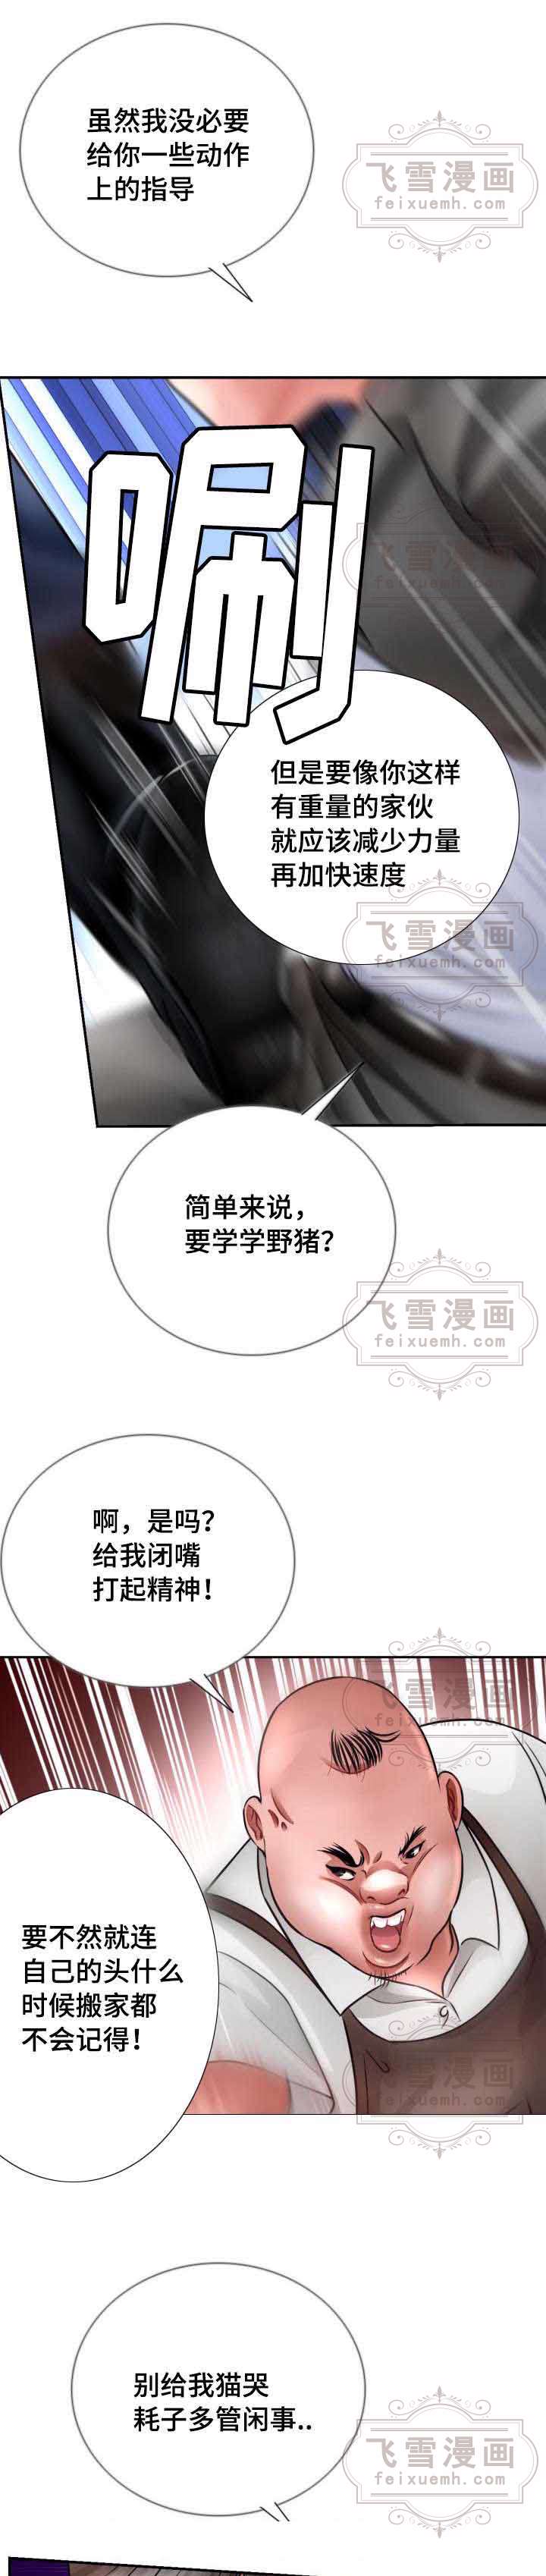 虽然我没必要
给你一些动作
上的指导
飞雪漫画
feixuemh.com
唰
飞雪漫画
feixuemh.com
但是要像你这样
有重量的家伙
就应该减少力量
再加快速度
飞雪漫画
feixuemh.com
简单来说，
要学学野猪？
飞雪漫画
feixuemh.com
啊，是吗？
给我闭嘴
打起精神！
飞雪漫画
feixuemh.com
要不然就连
自己的头什么
时候搬家都
不会记得！
飞雪漫画
feixuemh.com
别给我猫哭
耗子多管闲事..
飞雪漫画
feixuemh.com